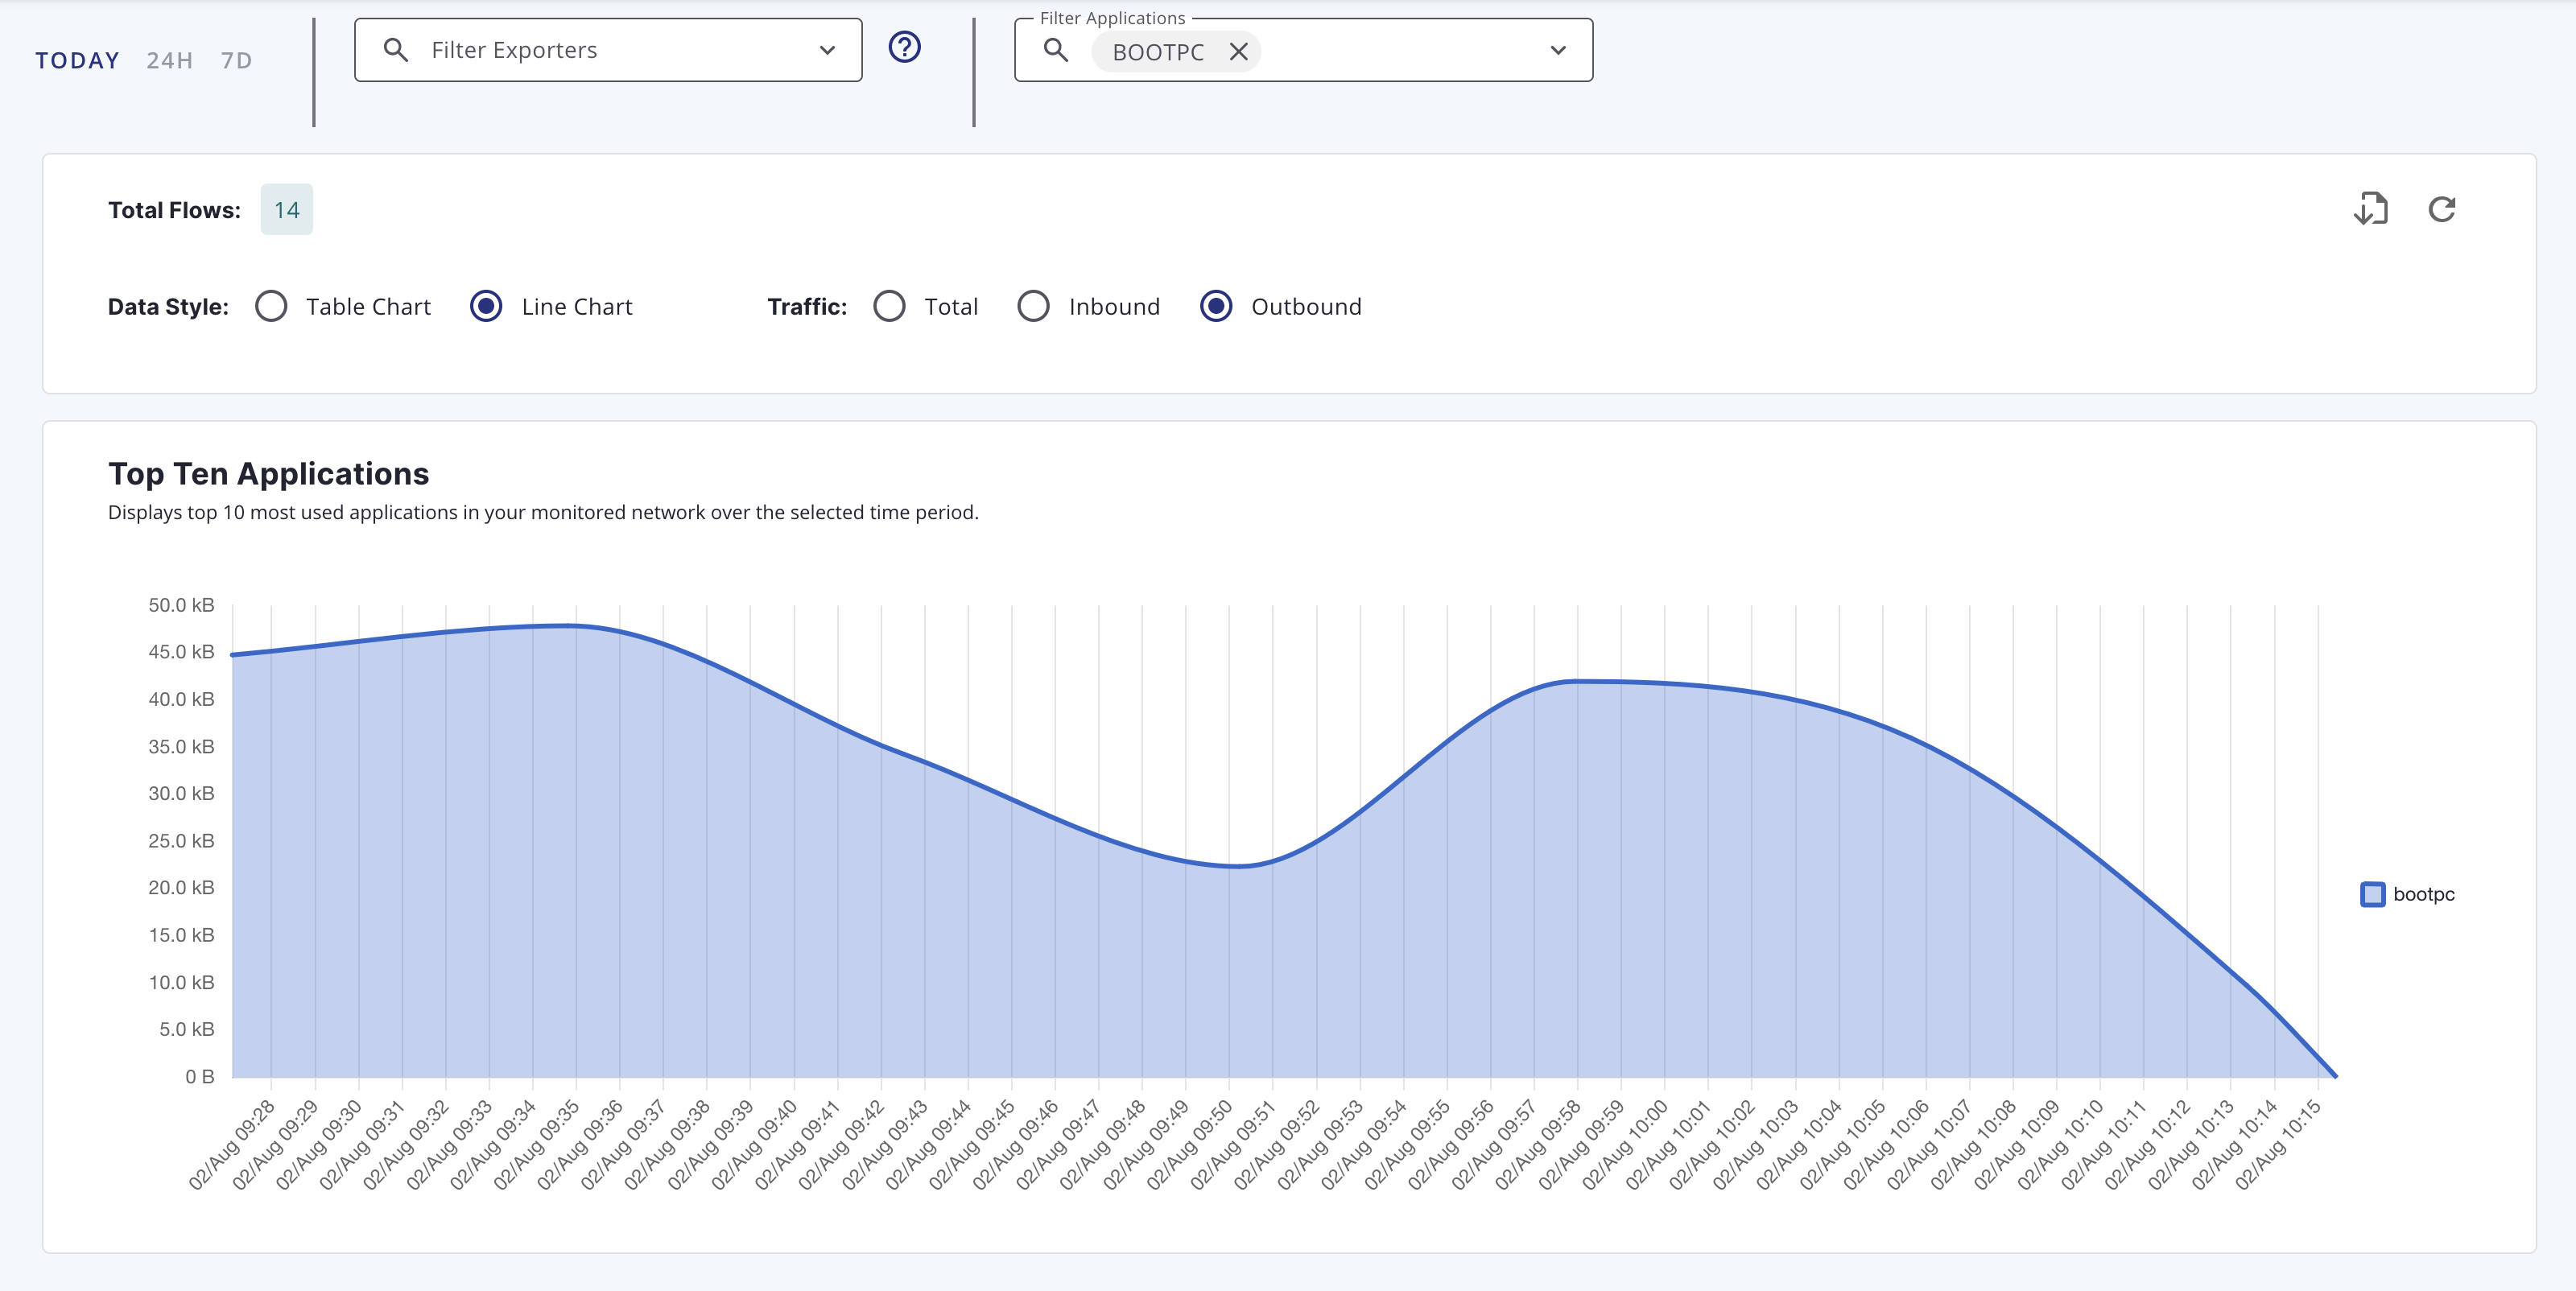 TODAY 24H 7D
Filter Exporters
Filter Applications
BOOTPC
Total Flows: 14
Data Style: Table Chart Line Chart Traffic: Total Inbound Outbound
Top Ten Applications
Displays top 10 most used applications in your monitored network over the selected time period.
50.0 kB
45.0 kB
40.0 kB
35.0 kB
30.0 kB
25.0 kB
20.0 kB
15.0 kB
10.0 kB
5.0 kB
0 B
02/Aug 09:28
02/Aug 09:29
02/Aug 09:30
02/Aug 09:31
02/Aug 09:32
02/Aug 09:33
02/Aug 09:34
02/Aug 09:35
02/Aug 09:36
02/Aug 09:37
02/Aug 09:38
02/Aug 09:39
02/Aug 09:40
02/Aug 09:41
02/Aug 09:42
02/Aug 09:43
02/Aug 09:44
02/Aug 09:45
02/Aug 09:46
02/Aug 09:47
02/Aug 09:48
02/Aug 09:49
02/Aug 09:50
02/Aug 09:51
02/Aug 09:52
02/Aug 09:53
02/Aug 09:54
02/Aug 09:55
02/Aug 09:56
02/Aug 09:57
02/Aug 09:58
02/Aug 09:59
02/Aug 10:00
02/Aug 10:01
02/Aug 10:02
02/Aug 10:03
02/Aug 10:04
02/Aug 10:05
02/Aug 10:06
02/Aug 10:07
02/Aug 10:08
02/Aug 10:09
02/Aug 10:10
02/Aug 10:11
02/Aug 10:12
02/Aug 10:13
02/Aug 10:14
02/Aug 10:15
bootpc